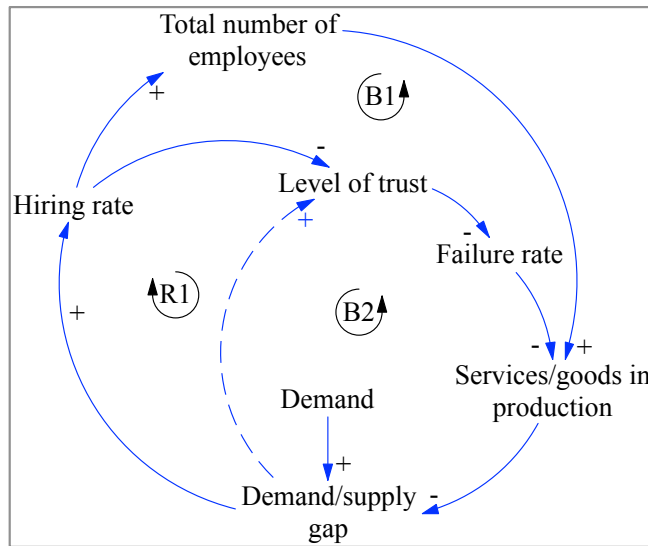 Total number of
employees
+
B1
-
Level of trust
Hiring rate
+
-
Failure rate
R1
B2
+
-
+
Services/goods in
production
Demand
+
Demand/supply
gap
-